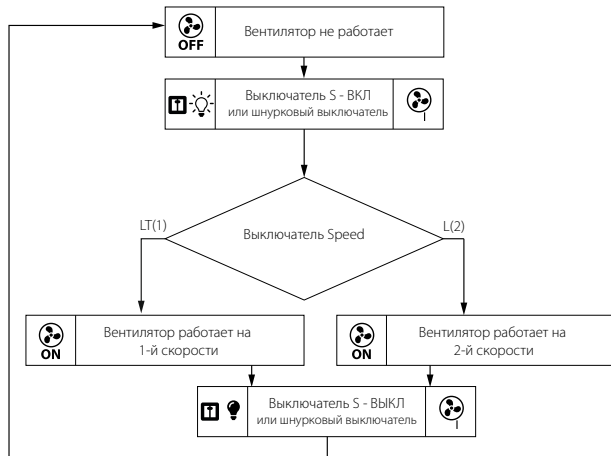 OFF
Вентилятор не работает
Выключатель S - ВКЛ
или шнурковый выключатель
LT(1)
Выключатель Speed
L(2)
ON
Вентилятор работает на
1-й скорости
ON
Вентилятор работает на
2-й скорости
Выключатель S - ВЫКЛ
или шнурковый выключатель